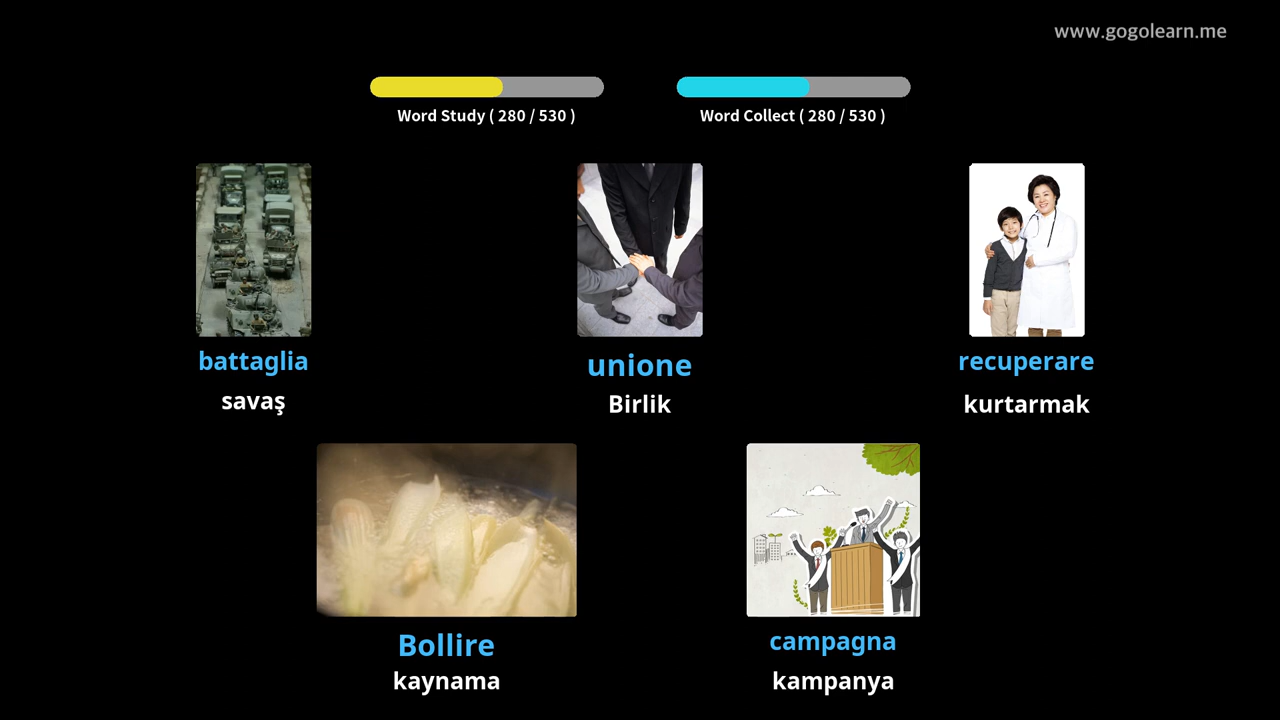 www.gogolearn.me
Word Study ( 280 / 530 )
Word Collect ( 280 / 530 )
battaglia
savaş
unione
Birlik
recuperare
kurtarmak
Bollire
kaynama
campagna
kampanya